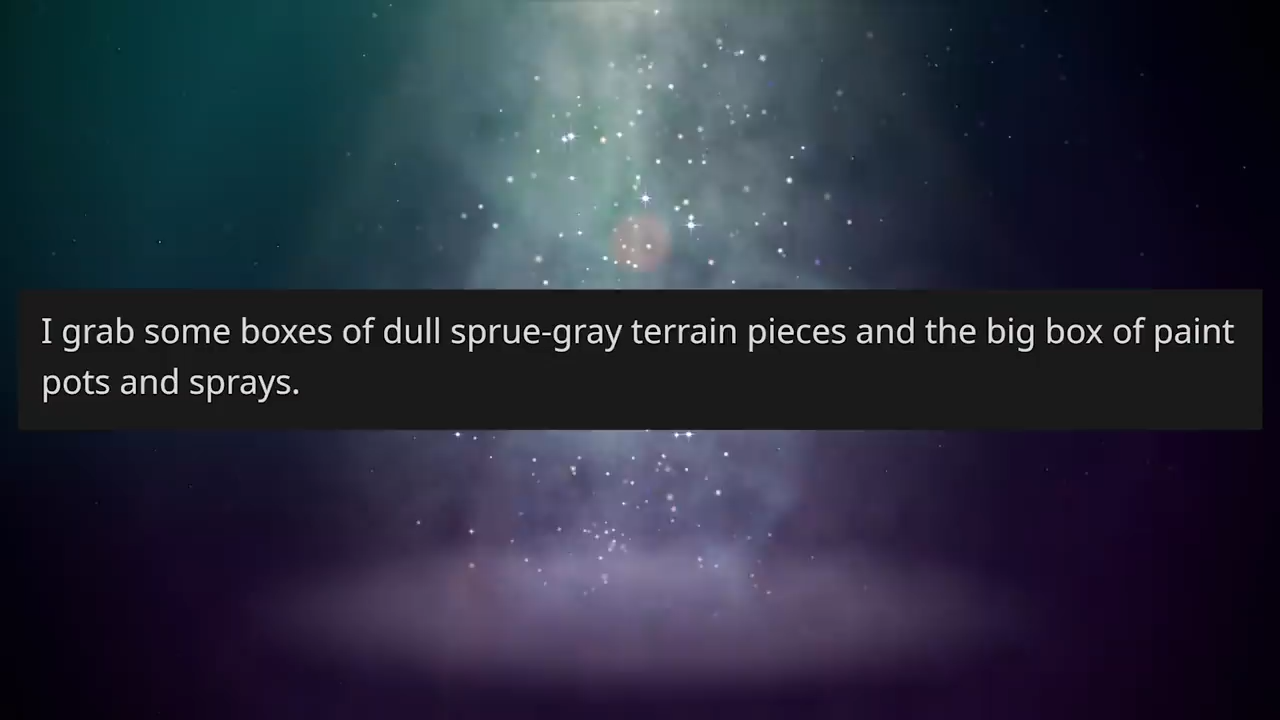 I grab some boxes of dull sprue-gray terrain pieces and the big box of paint
pots and sprays.